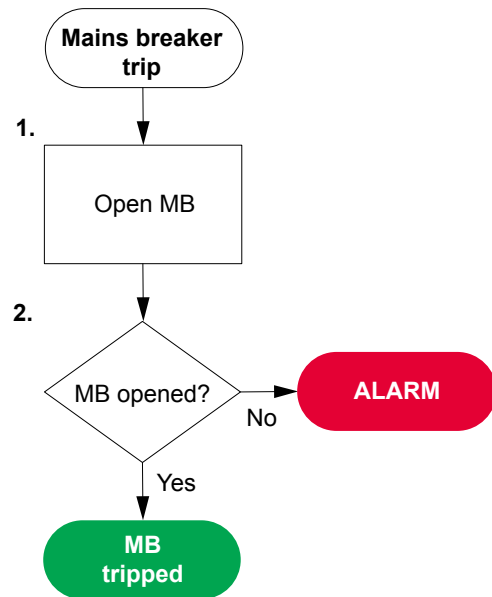 Mains breaker
trip
1.
Open MB
2.
MB opened?
ALARM
No
Yes
MB
tripped